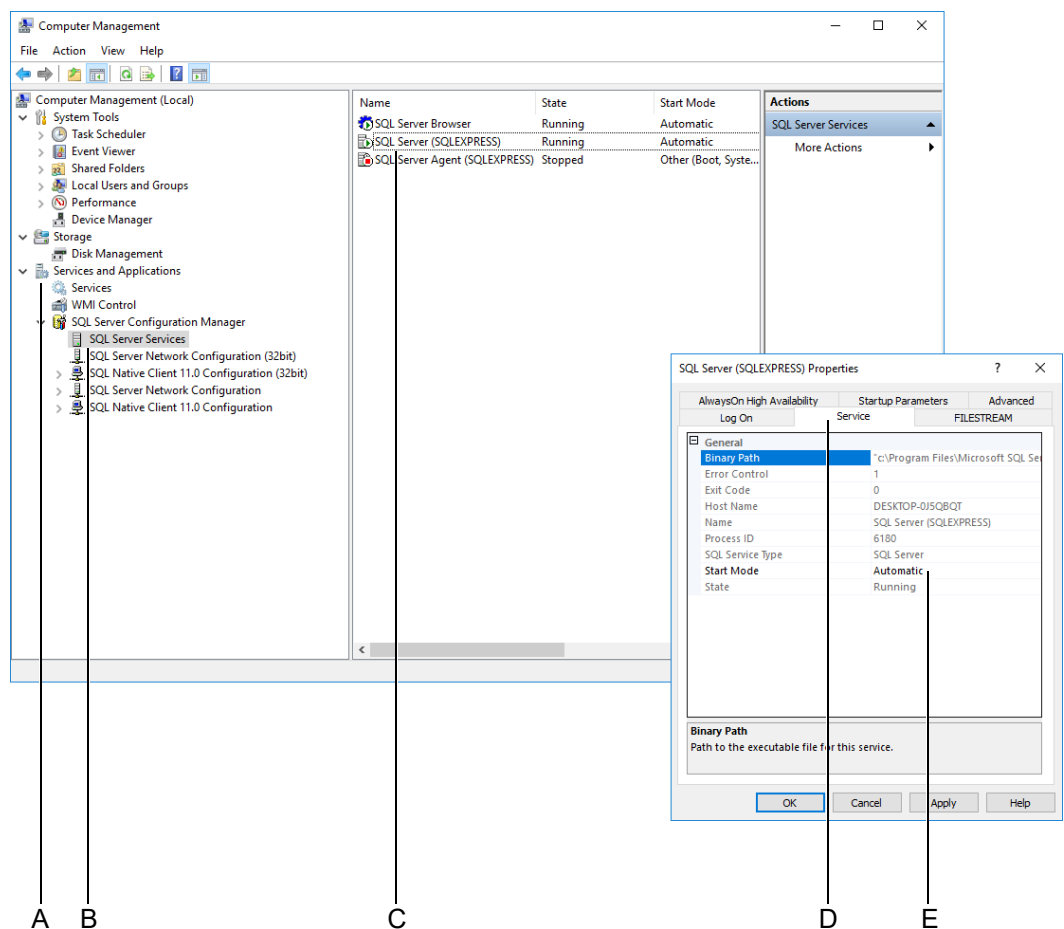 Computer Management
File Action View Help
Computer Management (Local)
System Tools
Task Scheduler
Event Viewer
Shared Folders
Local Users and Groups
Performance
Device Manager
Storage
Disk Management
Services and Applications
Services
WMI Control
SQL Server Configuration Manager
SQL Server Services
SQL Server Network Configuration (32bit)
SQL Native Client 11.0 Configuration (32bit)
SQL Server Network Configuration
SQL Native Client 11.0 Configuration
Name State Start Mode
SQL Server Browser Running Automatic
SQL Server (SQLEXPRESS) Running Automatic
SQL Server Agent (SQLEXPRESS) Stopped Other (Boot, Syste...
Actions
SQL Server Services
More Actions
SQL Server (SQLEXPRESS) Properties
AlwaysOn High Availability Startup Parameters Advanced
Log On Service FILESTREAM
General
Binary Path "c:\Program Files\Microsoft SQL Ser
Error Control 1
Exit Code 0
Host Name DESKTOP-0J5QBQT
Name SQL Server (SQLEXPRESS)
Process ID 6180
SQL Service Type SQL Server
Start Mode Automatic
State Running
Binary Path
Path to the executable file for this service.
OK Cancel Apply Help
A B C D E